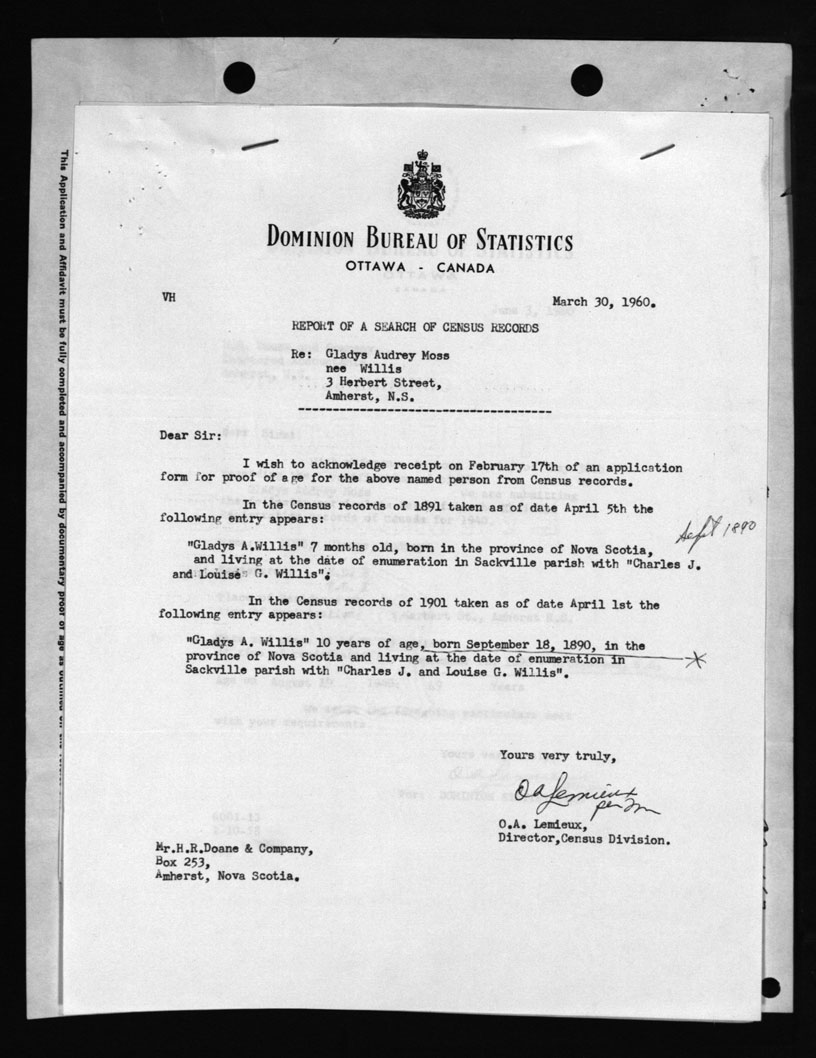 DOMINION BUREAU OF STATISTICS
OTTAWA - CANADA
VH
March 30, 1960.
REPORT OF A SEARCH OF CENSUS RECORDS
Re: Gladys Audrey Moss
nee Willis
3 Herbert Street,
Amherst, N.S.
Dear Sir:
I wish to acknowledge receipt on February 17th of an application
form for proof of age for the above named person from Census records.
In the Census records of 1891 taken as of date April 5th the
following entry appears:
Sept 1890
"Gladys A.Willis" 7 months old, born in the province of Nova Scotia,
and living at the date of enumeration in Sackville parish with "Charles J.
and Louise G. Willis".
In the Census records of 1901 taken as of date April 1st the
following entry appears:
"Gladys A. Willis" 10 years of age, born September 18, 1890, in the
province of Nova Scotia and living at the date of enumeration in
Sackville parish with "Charles J. and Louise G. Willis".
Yours very truly,
O A Lemieux
per
O.A. Lemieux,
Director,Census Division.
Mr.H.R.Doane & Company,
Box 253,
Amherst, Nova Scotia.
This Application and Affidavit must be fully completed and accompanied by documentary proof of age as outlined on the